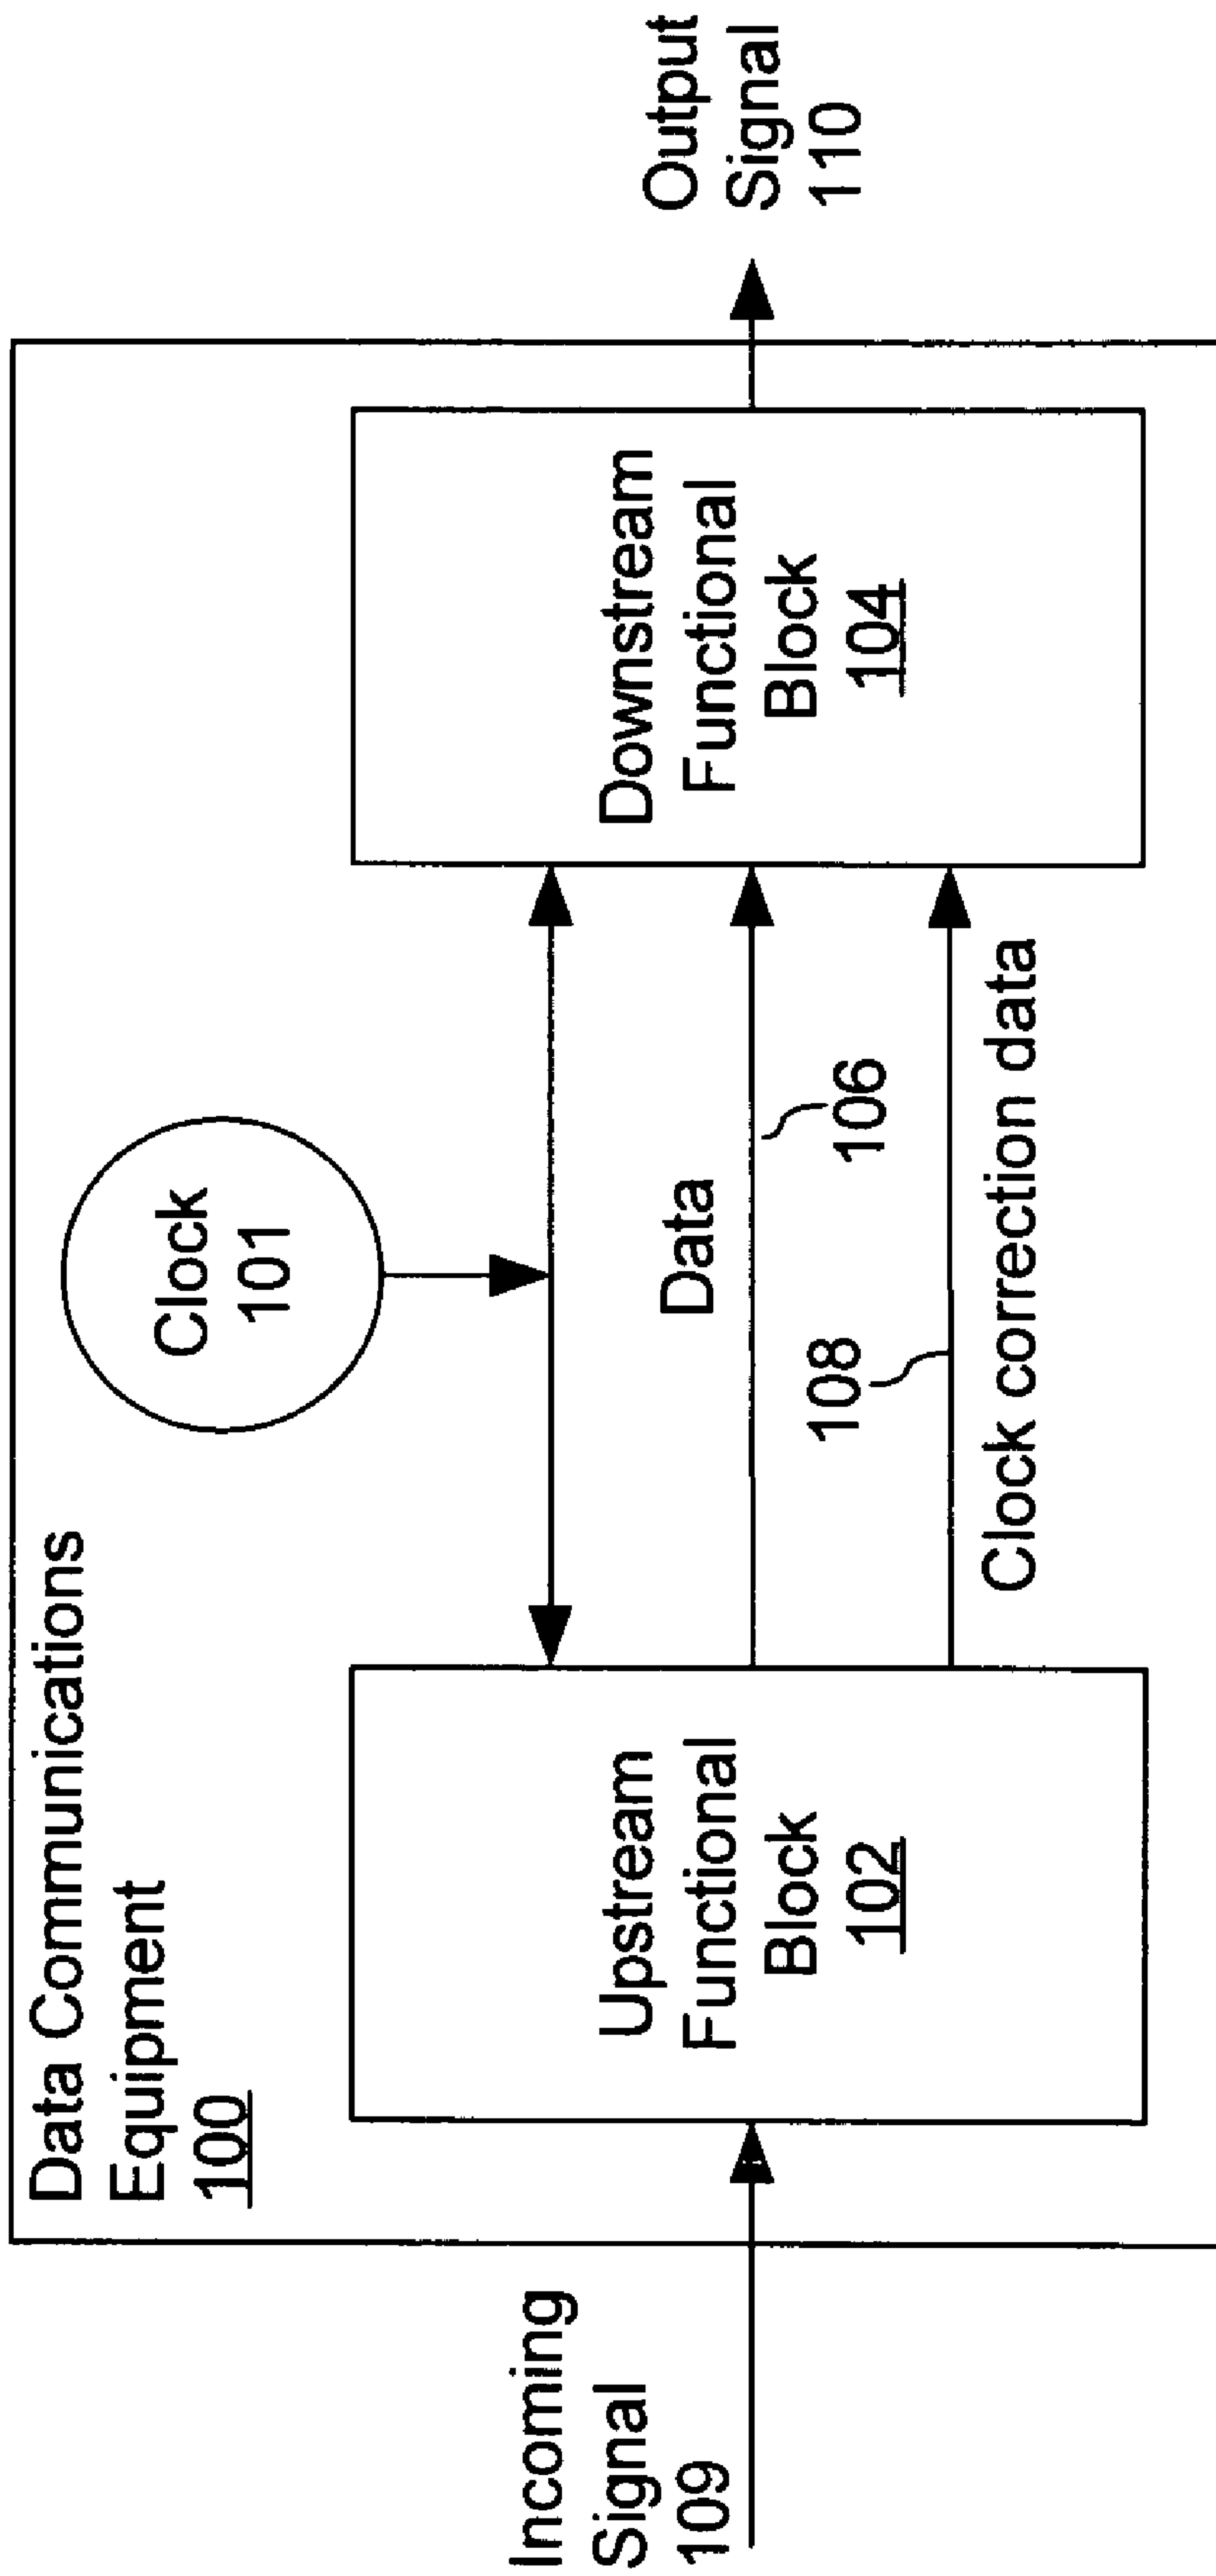 Data Communications
Equipment
100
Clock
101
Incoming
Signal
109
Upstream
Functional
Block
102
Data
106
108
Clock correction data
Downstream
Functional
Block
104
Output
Signal
110